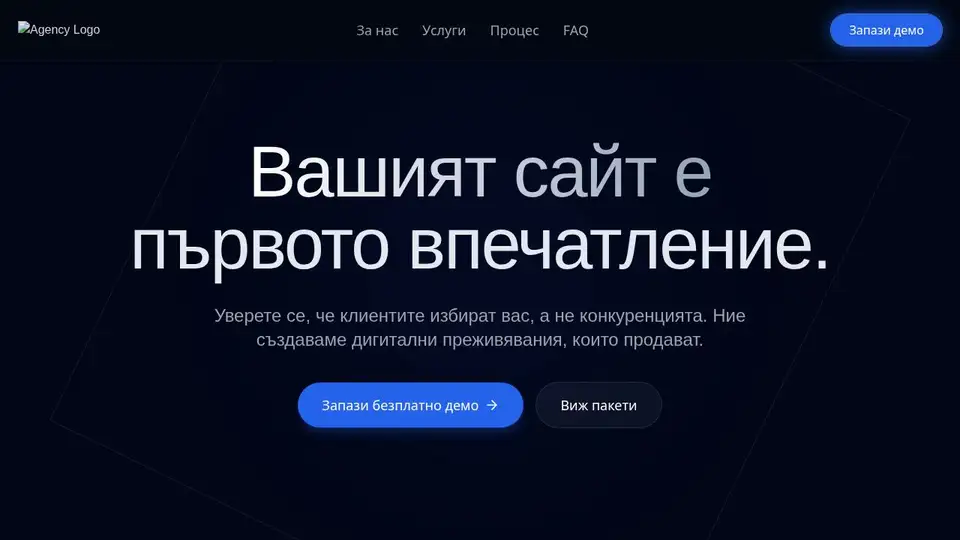 Agency Logo
За нас
Услуги
Процес
FAQ
Запази демо
Вашият сайт е
първото впечатление.
Уверете се, че клиентите избират вас, а не конкуренцията. Ние
създаваме дигитални преживявания, които продават.
Запази безплатно демо →
Виж пакети